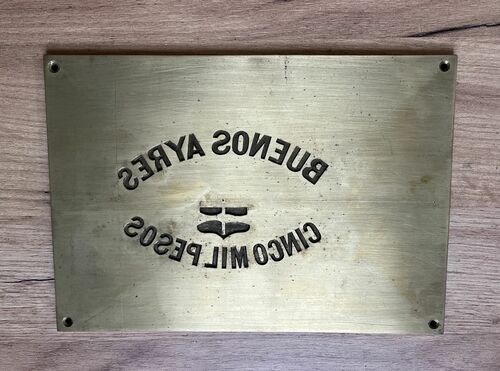 BUENOS AYRES
CINCO MIL PESOS